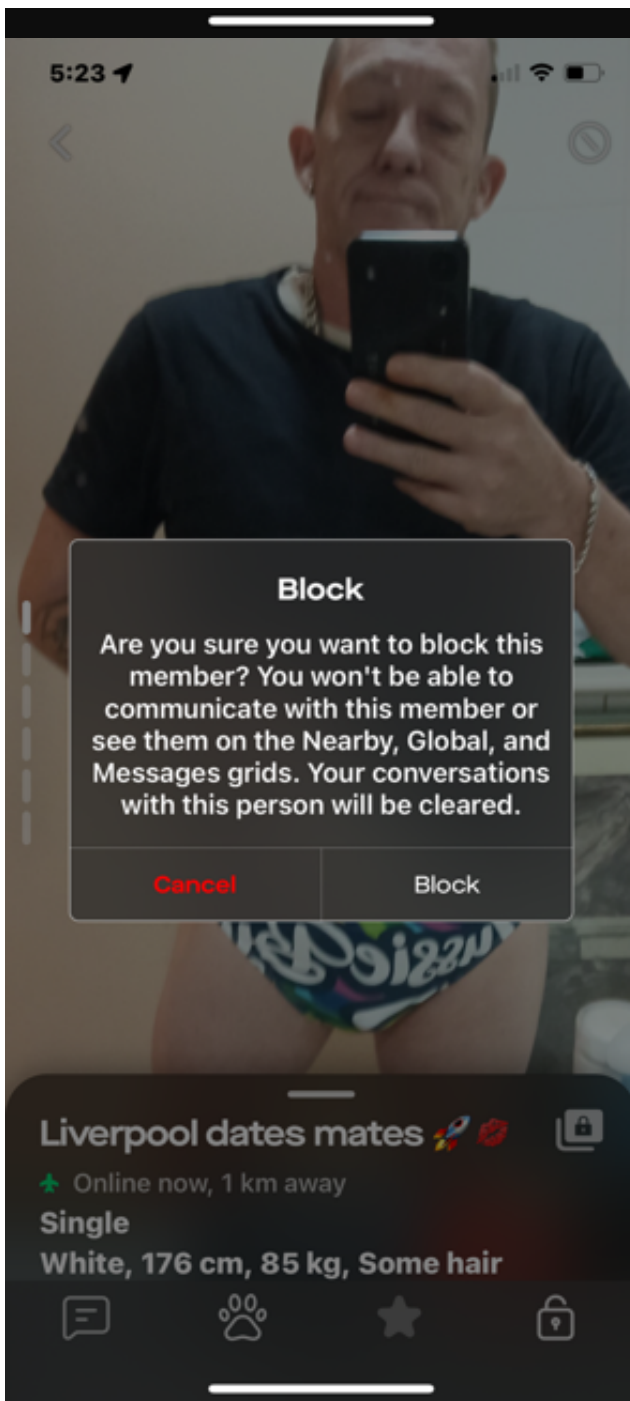 5:23
Block
Are you sure you want to block this
member? You won't be able to
communicate with this member or
see them on the Nearby, Global, and
Messages grids. Your conversations
with this person will be cleared.
Cancel
Block
Liverpool dates mates 🚀💋
Online now, 1 km away
Single
White, 176 cm, 85 kg, Some hair